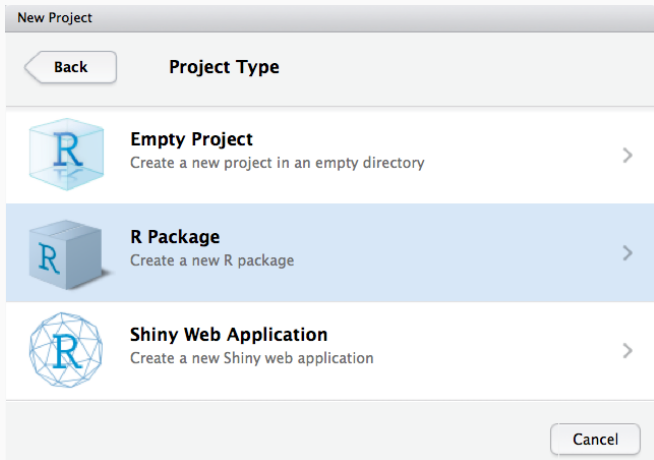 New Project
Back
Project Type
R
Empty Project
Create a new project in an empty directory
R
R Package
Create a new R package
R
Shiny Web Application
Create a new Shiny web application
Cancel